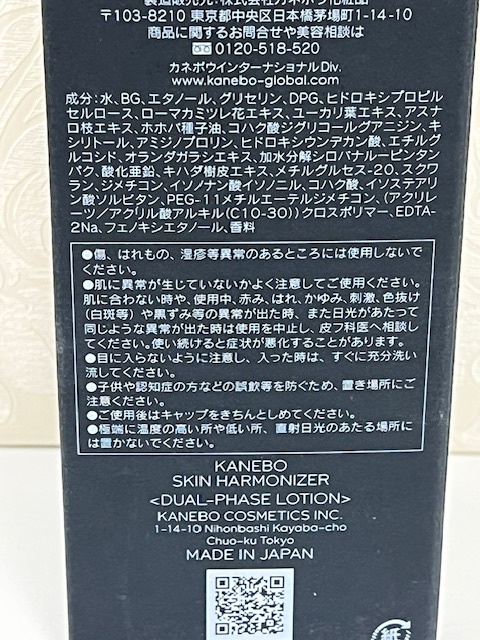 製造販売元/株式会社カネボウ化粧品
〒103-8210 東京都中央区日本橋茅場町1-14-10
商品に関するお問合せや美容相談は
0120-518-520
カネボウインターナショナルDiv.
www.kanebo-global.com
成分：水、BG、エタノール、グリセリン、DPG、ヒドロキシプロピル
セルロース、ローマカミツレ花エキス、ユーカリ葉エキス、アスナ
ロ枝エキス、ホホバ種子油、コハク酸ジグリコールグアニジン、キ
シリトール、アミジノプロリン、ヒドロキシウンデカン酸、エチルグ
ルコシド、オランダガラシエキス、加水分解シロバナルーピンタン
パク、酸化亜鉛、キハダ樹皮エキス、メチルグルセス-20、スクワ
ラン、ジメチコン、イソノナン酸イソノニル、コハク酸、イソステアリ
ン酸ソルビタン、PEG-11メチルエーテルジメチコン、（アクリレ
ーツ/アクリル酸アルキル(C10-30)）クロスポリマー、EDTA-
2Na、フェノキシエタノール、香料
●傷、はれもの、湿疹等異常のあるところには使用しないで
ください。
●肌に異常が生じていないかよく注意してご使用ください。
肌に合わない時や、使用中、赤み、はれ、かゆみ、刺激、色抜け
(白斑等)や黒ずみ等の異常が出た時、また日光があたって
同じような異常が出た時は使用を中止し、皮フ科医へ相談し
てください。使い続けると症状が悪化することがあります。
●目に入らないように注意し、入った時は、すぐに充分洗い
流してください。
●子供や認知症の方などの誤飲等を防ぐため、置き場所にご
注意ください。
●ご使用後はキャップをきちんとしめてください。
●極端に温度の高い所や低い所、直射日光のあたる場所に
は置かないでください。
KANEBO
SKIN HARMONIZER
<DUAL-PHASE LOTION>
KANEBO COSMETICS INC.
1-14-10 Nihonbashi Kayaba-cho
Chuo-ku Tokyo
MADE IN JAPAN
紙